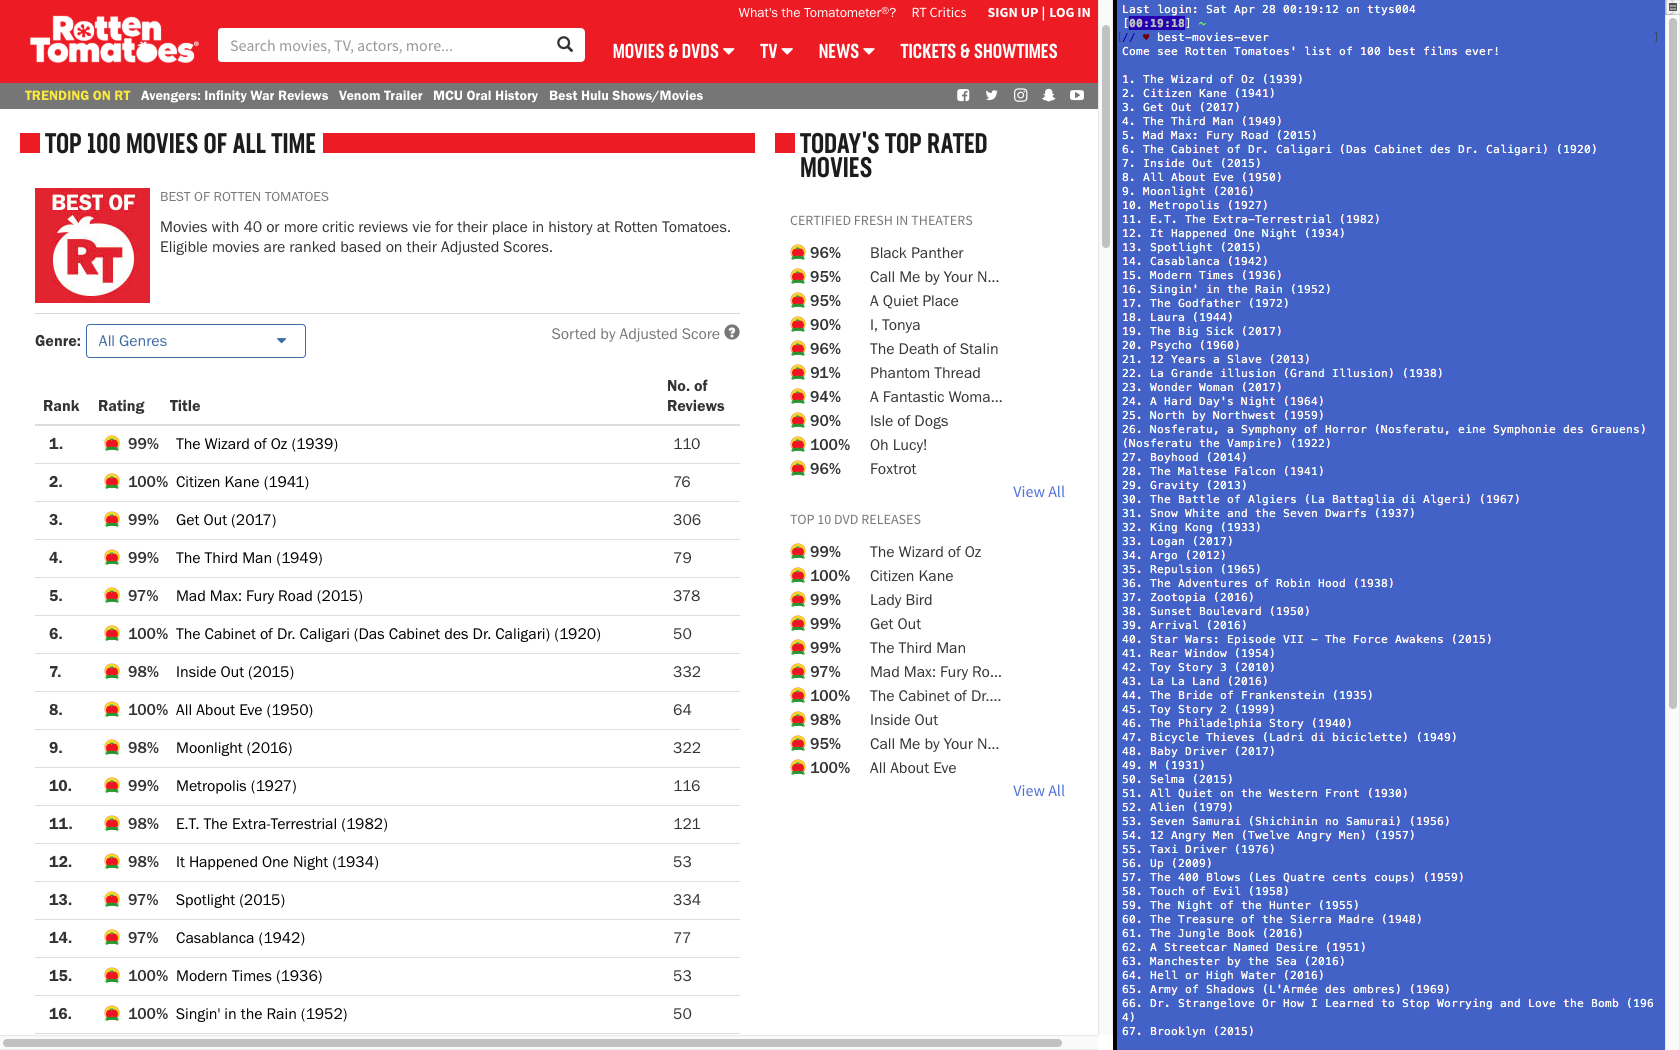 What's the Tomatometer®? RT Critics SIGN UP | LOG IN
Rotten Tomatoes
Search movies, TV, actors, more...
MOVIES & DVDS TV NEWS TICKETS & SHOWTIMES
TRENDING ON RT Avengers: Infinity War Reviews Venom Trailer MCU Oral History Best Hulu Shows/Movies
TOP 100 MOVIES OF ALL TIME
BEST OF RT
BEST OF ROTTEN TOMATOES
Movies with 40 or more critic reviews vie for their place in history at Rotten Tomatoes.
Eligible movies are ranked based on their Adjusted Scores.
Genre: All Genres
Sorted by Adjusted Score ?
Rank Rating Title No. of Reviews
1. 99% The Wizard of Oz (1939) 110
2. 100% Citizen Kane (1941) 76
3. 99% Get Out (2017) 306
4. 99% The Third Man (1949) 79
5. 97% Mad Max: Fury Road (2015) 378
6. 100% The Cabinet of Dr. Caligari (Das Cabinet des Dr. Caligari) (1920) 50
7. 98% Inside Out (2015) 332
8. 100% All About Eve (1950) 64
9. 98% Moonlight (2016) 322
10. 99% Metropolis (1927) 116
11. 98% E.T. The Extra-Terrestrial (1982) 121
12. 98% It Happened One Night (1934) 53
13. 97% Spotlight (2015) 334
14. 97% Casablanca (1942) 77
15. 100% Modern Times (1936) 53
16. 100% Singin' in the Rain (1952) 50
TODAY'S TOP RATED
MOVIES
CERTIFIED FRESH IN THEATERS
96% Black Panther
95% Call Me by Your N...
95% A Quiet Place
90% I, Tonya
96% The Death of Stalin
91% Phantom Thread
94% A Fantastic Woma...
90% Isle of Dogs
100% Oh Lucy!
96% Foxtrot
View All
TOP 10 DVD RELEASES
99% The Wizard of Oz
100% Citizen Kane
99% Lady Bird
99% Get Out
99% The Third Man
97% Mad Max: Fury Ro...
100% The Cabinet of Dr....
98% Inside Out
95% Call Me by Your N...
100% All About Eve
View All
Last login: Sat Apr 28 00:19:12 on ttys004
[00:19:18] ~
// ♥ best-movies-ever ]
Come see Rotten Tomatoes' list of 100 best films ever!
1. The Wizard of Oz (1939)
2. Citizen Kane (1941)
3. Get Out (2017)
4. The Third Man (1949)
5. Mad Max: Fury Road (2015)
6. The Cabinet of Dr. Caligari (Das Cabinet des Dr. Caligari) (1920)
7. Inside Out (2015)
8. All About Eve (1950)
9. Moonlight (2016)
10. Metropolis (1927)
11. E.T. The Extra-Terrestrial (1982)
12. It Happened One Night (1934)
13. Spotlight (2015)
14. Casablanca (1942)
15. Modern Times (1936)
16. Singin' in the Rain (1952)
17. The Godfather (1972)
18. Laura (1944)
19. The Big Sick (2017)
20. Psycho (1960)
21. 12 Years a Slave (2013)
22. La Grande illusion (Grand Illusion) (1938)
23. Wonder Woman (2017)
24. A Hard Day's Night (1964)
25. North by Northwest (1959)
26. Nosferatu, a Symphony of Horror (Nosferatu, eine Symphonie des Grauens)
(Nosferatu the Vampire) (1922)
27. Boyhood (2014)
28. The Maltese Falcon (1941)
29. Gravity (2013)
30. The Battle of Algiers (La Battaglia di Algeri) (1967)
31. Snow White and the Seven Dwarfs (1937)
32. King Kong (1933)
33. Logan (2017)
34. Argo (2012)
35. Repulsion (1965)
36. The Adventures of Robin Hood (1938)
37. Zootopia (2016)
38. Sunset Boulevard (1950)
39. Arrival (2016)
40. Star Wars: Episode VII - The Force Awakens (2015)
41. Rear Window (1954)
42. Toy Story 3 (2010)
43. La La Land (2016)
44. The Bride of Frankenstein (1935)
45. Toy Story 2 (1999)
46. The Philadelphia Story (1940)
47. Bicycle Thieves (Ladri di biciclette) (1949)
48. Baby Driver (2017)
49. M (1931)
50. Selma (2015)
51. All Quiet on the Western Front (1930)
52. Alien (1979)
53. Seven Samurai (Shichinin no Samurai) (1956)
54. 12 Angry Men (Twelve Angry Men) (1957)
55. Taxi Driver (1976)
56. Up (2009)
57. The 400 Blows (Les Quatre cents coups) (1959)
58. Touch of Evil (1958)
59. The Night of the Hunter (1955)
60. The Treasure of the Sierra Madre (1948)
61. The Jungle Book (2016)
62. A Streetcar Named Desire (1951)
63. Manchester by the Sea (2016)
64. Hell or High Water (2016)
65. Army of Shadows (L'Armée des ombres) (1969)
66. Dr. Strangelove Or How I Learned to Stop Worrying and Love the Bomb (196
4)
67. Brooklyn (2015)